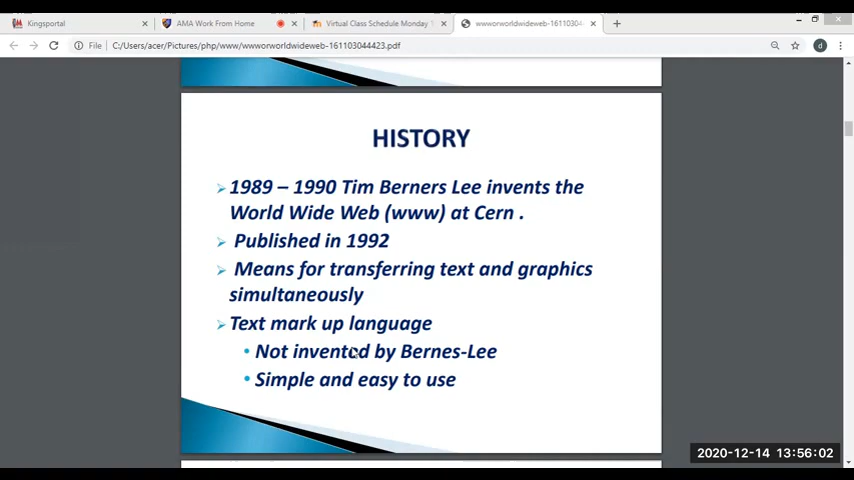 Kingsportal
AMA Work From Home
Virtual Class Schedule Monday 1
wwworworldwideweb-1611030444
File
C:/Users/acer/Pictures/php/www/wwworworldwideweb-161103044423.pdf
d
HISTORY
1989 – 1990 Tim Berners Lee invents the
World Wide Web (www) at Cern .
Published in 1992
Means for transferring text and graphics
simultaneously
Text mark up language
Not invented by Bernes-Lee
Simple and easy to use
2020-12-14 13:56:02